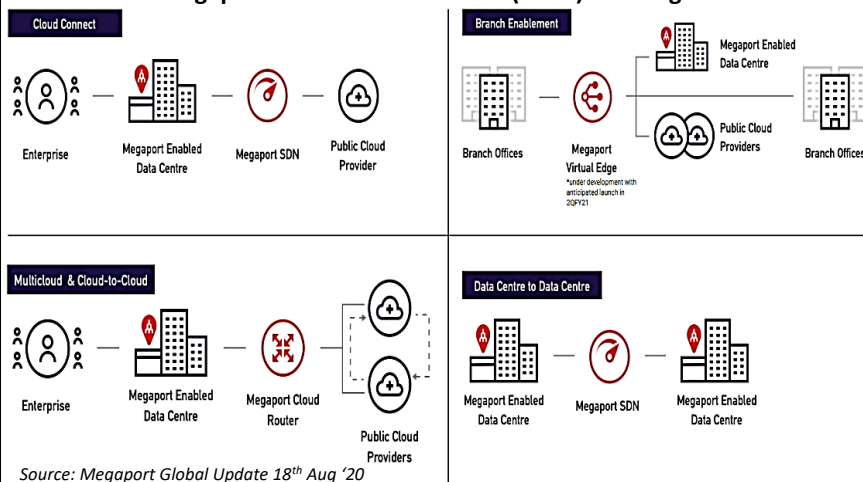 Cloud Connect
Enterprise
Megaport Enabled
Data Centre
Megaport SDN
Public Cloud
Provider
Branch Enablement
Branch Offices
Megaport
Virtual Edge
*under development with
anticipated launch in
2QFY21
Megaport Enabled
Data Centre
Public Cloud
Providers
Branch Offices
Multicloud & Cloud-to-Cloud
Enterprise
Megaport Enabled
Data Centre
Megaport Cloud
Router
Public Cloud
Providers
Data Centre to Data Centre
Megaport Enabled
Data Centre
Megaport SDN
Megaport Enabled
Data Centre
Source: Megaport Global Update 18th Aug ‘20